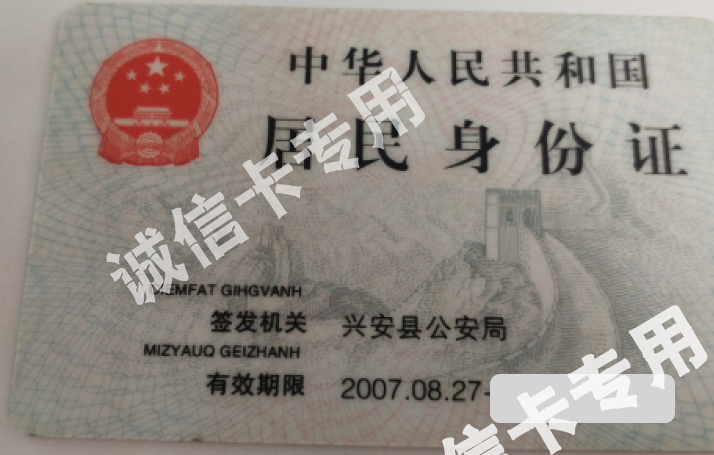 中华人民共和国
居民身份证
诚信卡专用
GIHGVANH
签发机关 兴安县公安局
MIZYAUQ GEIZHANH
有效期限 2007.08.27-
信卡专用